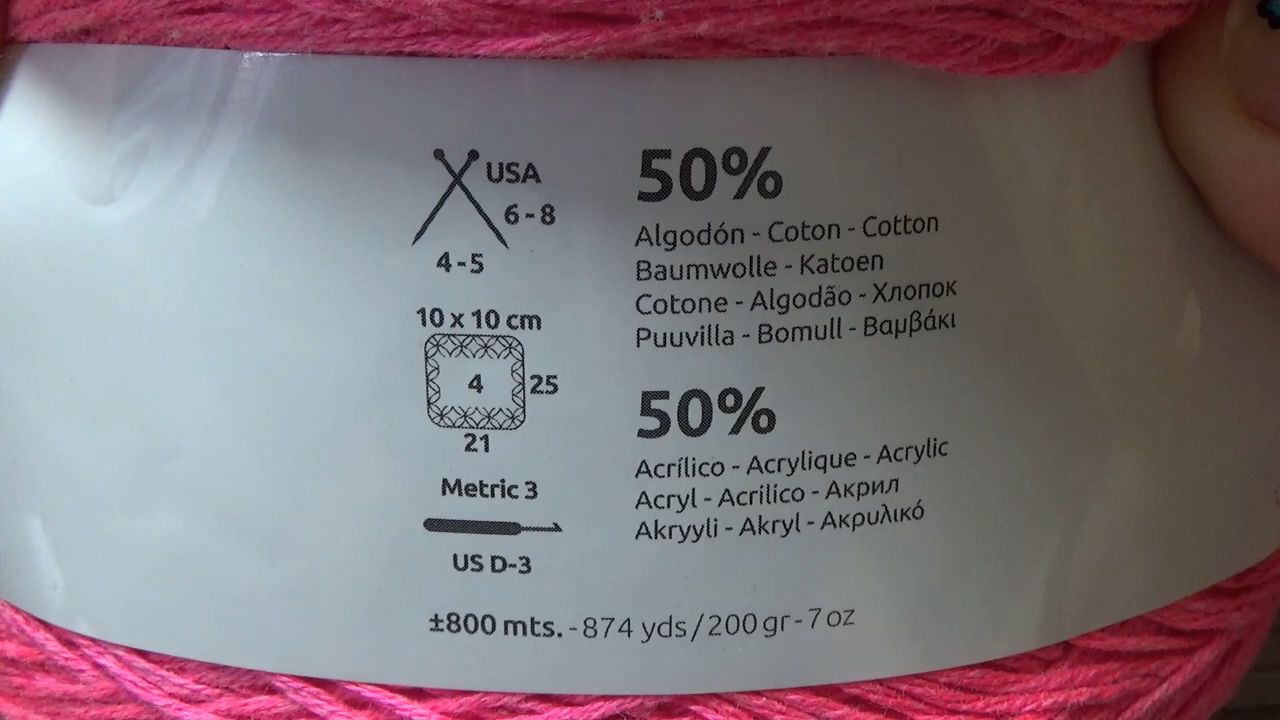 USA
6-8
4-5
10 x 10 cm
4
25
21
Metric 3
US D-3
50%
Algodón - Coton - Cotton
Baumwolle - Katoen
Cotone - Algodão - Хлопок
Puuvilla - Bomull - Βαμβάκι
50%
Acrílico - Acrylique - Acrylic
Acryl - Acrilíco - Акрил
Akryyli - Akryl - Ακρυλικό
±800 mts. - 874 yds / 200 gr - 7 oz